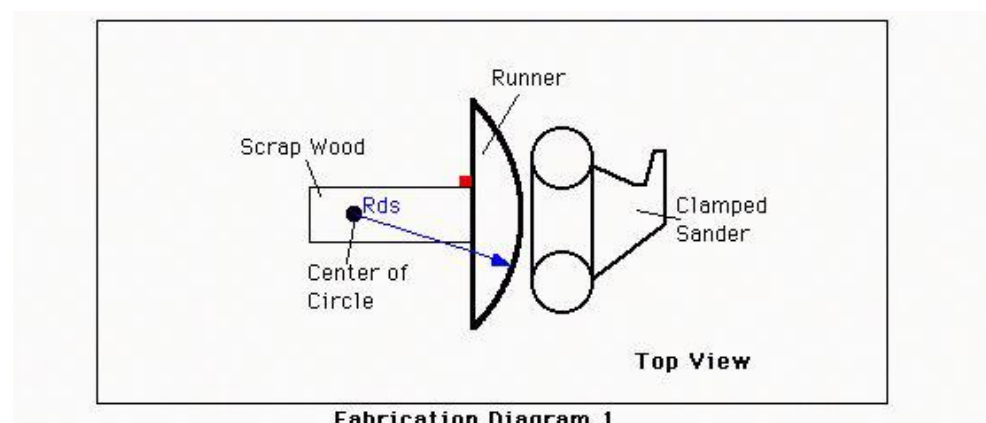 Runner
Scrap Wood
Rds
Clamped
Sander
Center of
Circle
Top View
Fabrication Diagram 1